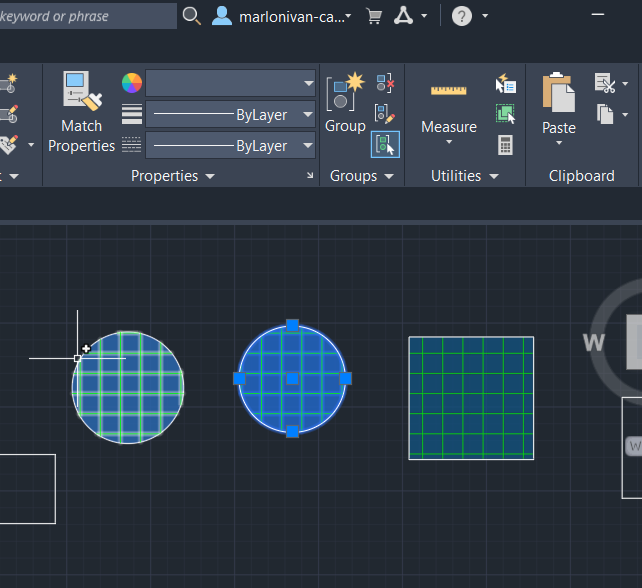 keyword or phrase
marlonivan-ca...
?
Match
Properties
ByLayer
ByLayer
Group
Measure
Paste
Properties
Groups
Utilities
Clipboard
W
W